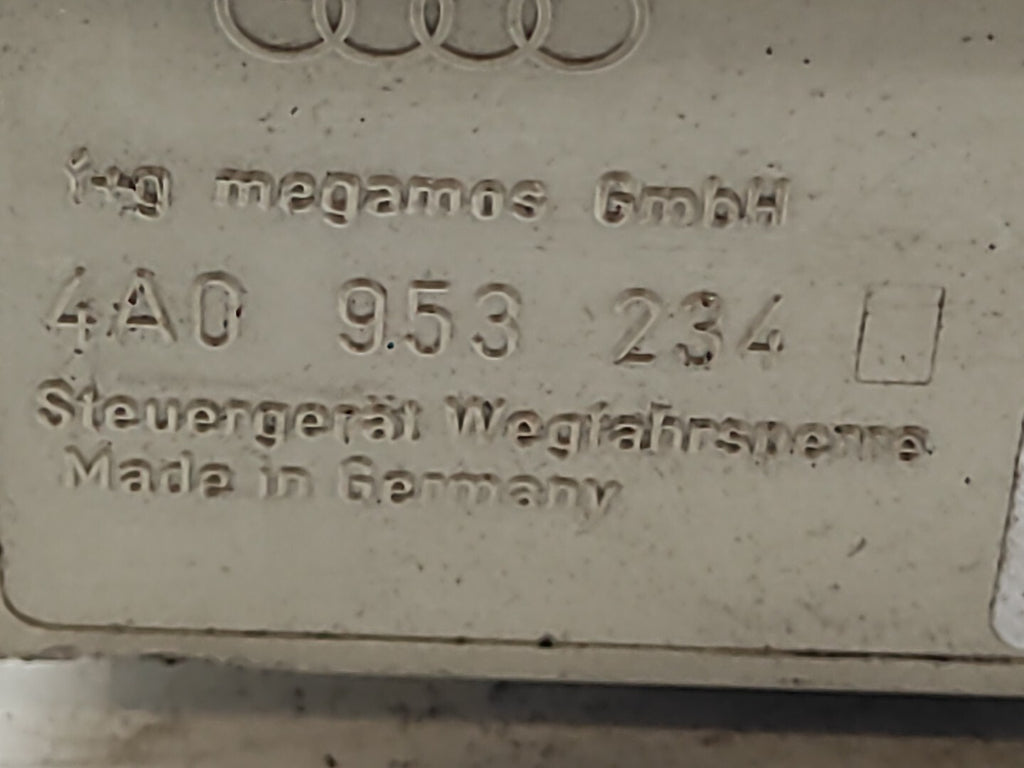 f+g megamos GmbH
4A0 953 234
Steuergerät Wegfahrsperre
Made in Germany